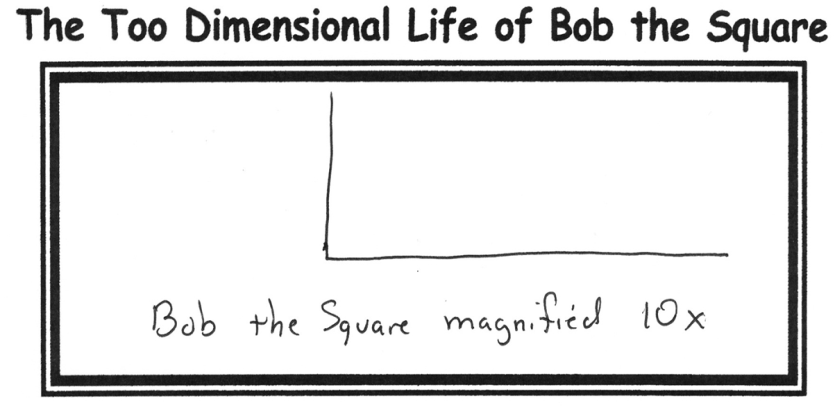 The Too Dimensional Life of Bob the Square
Bob the Square magnified 10x